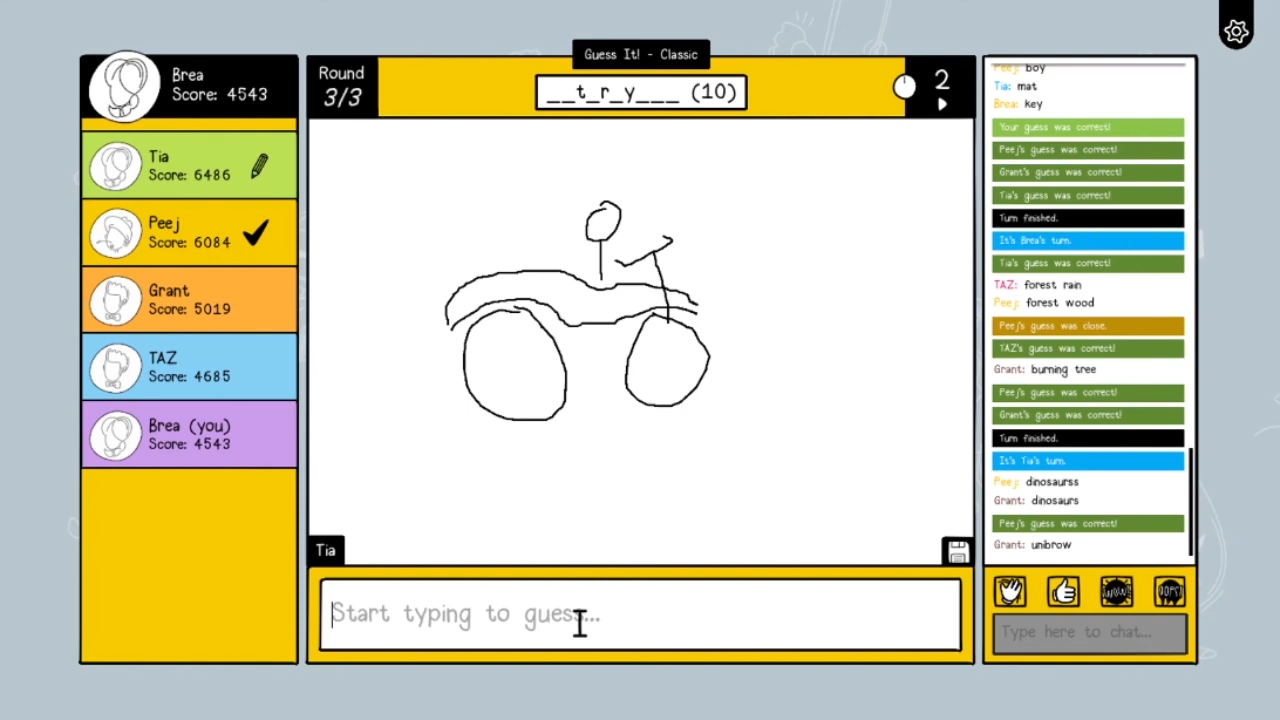 Guess It! - Classic
Brea
Score: 4543
Round
3/3
__t_r_y___ (10)
2
Tia
Score: 6486
Peej
Score: 6084
Grant
Score: 5019
TAZ
Score: 4685
Brea (you)
Score: 4543
Tia
Start typing to guess...
Peej: boy
Tia: mat
Brea: key
Your guess was correct!
Peej's guess was correct!
Grant's guess was correct!
Tia's guess was correct!
Turn finished.
It's Brea's turn.
Tia's guess was correct!
TAZ: forest rain
Peej: forest wood
Peej's guess was close.
TAZ's guess was correct!
Grant: burning tree
Peej's guess was correct!
Grant's guess was correct!
Turn finished.
It's Tia's turn.
Peej: dinosaurss
Grant: dinosaurs
Peej's guess was correct!
Grant: unibrow
WOW!
OOPS!
Type here to chat...